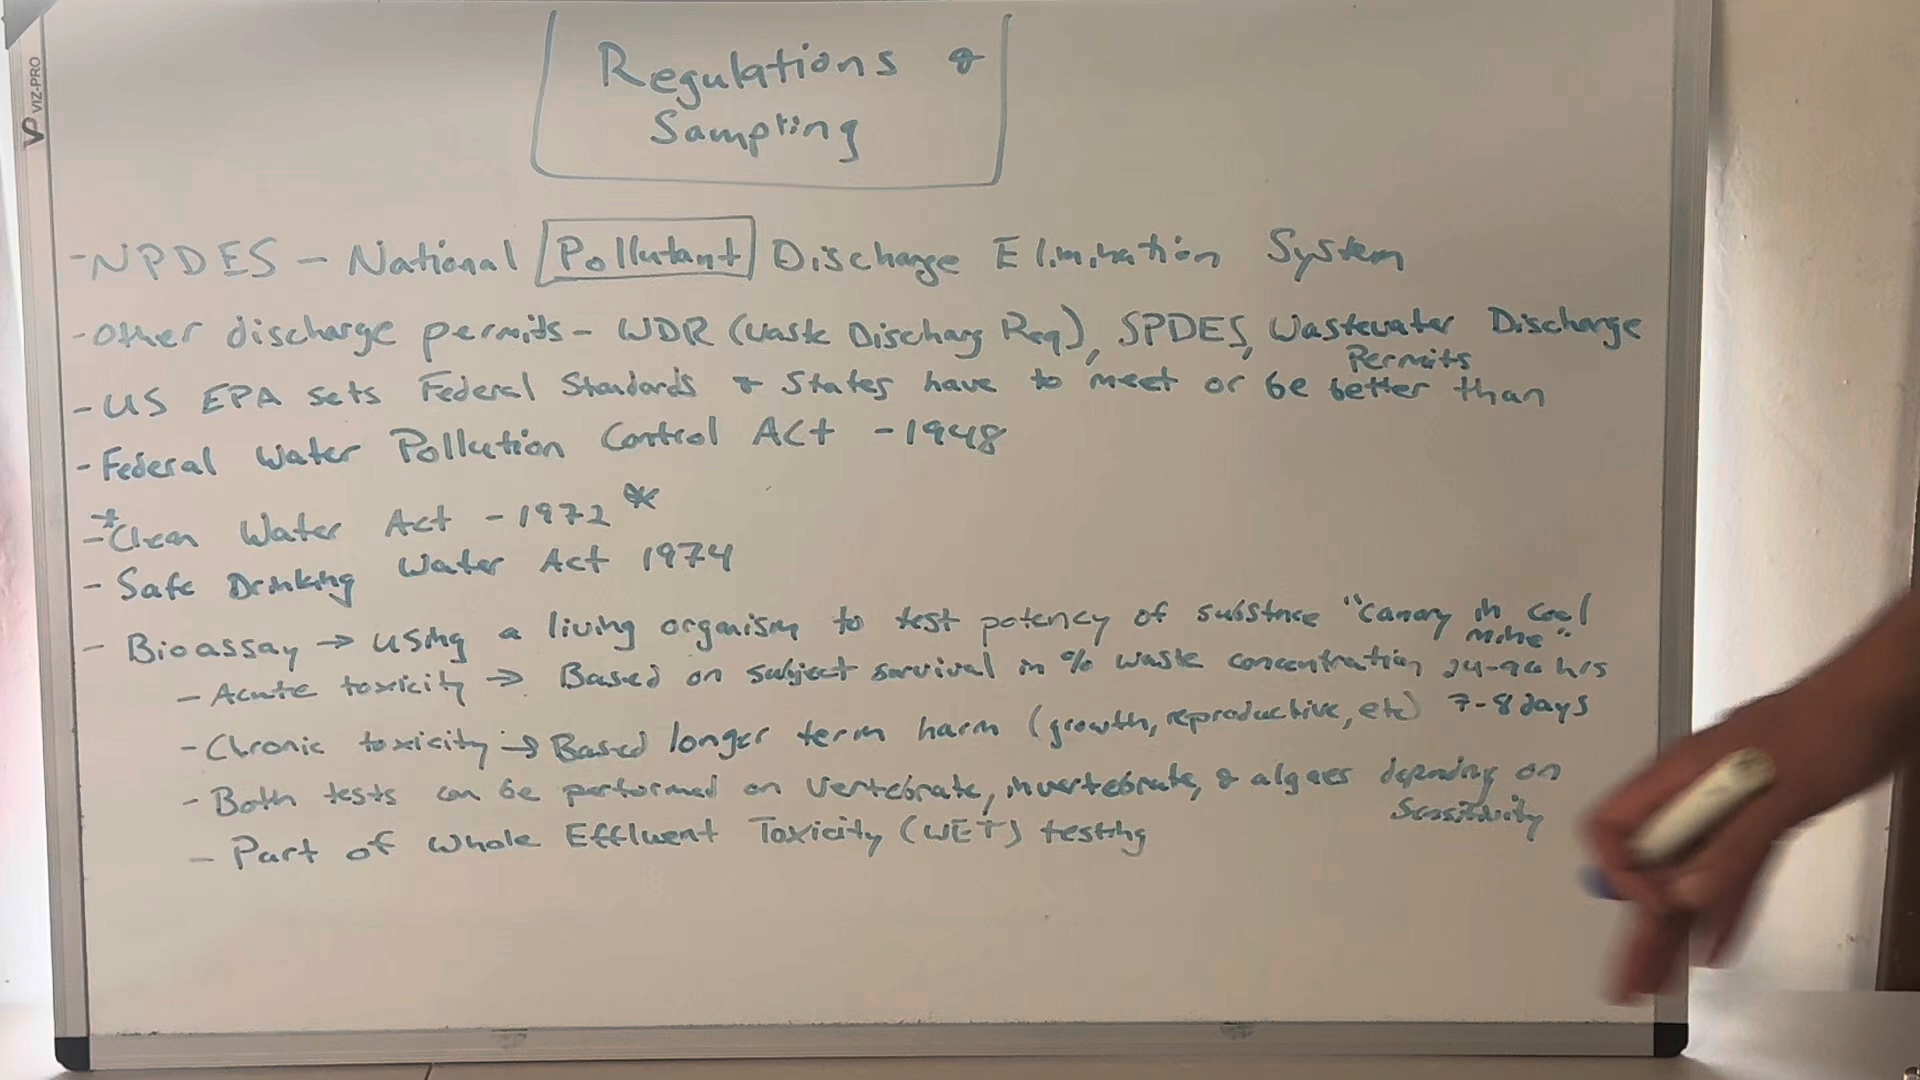 VIZ-PRO
Regulations &
Sampling
- NPDES - National Pollutant Discharge Elimination System
- Other discharge permits - WDR (Waste Discharg Req), SPDES, Wastewater Discharge
Permits
- US EPA sets Federal Standards & States have to meet or be better than
- Federal Water Pollution Control Act - 1948
*- Clean Water Act - 1972 *
- Safe Drinking Water Act 1974
- Bioassay → using a living organism to test potency of substnce "canary in coal
mine"
- Acute toxicity → Based on subject survival in % waste concentration 24-96 hrs
- Chronic toxicity → Based longer term harm (growth, reproductive, etc) 7-8 days
- Both tests can be performed on vertebrate, invertebrate, & algaes depending on
sensitivity
- Part of Whole Effluent Toxicity (WET) testing